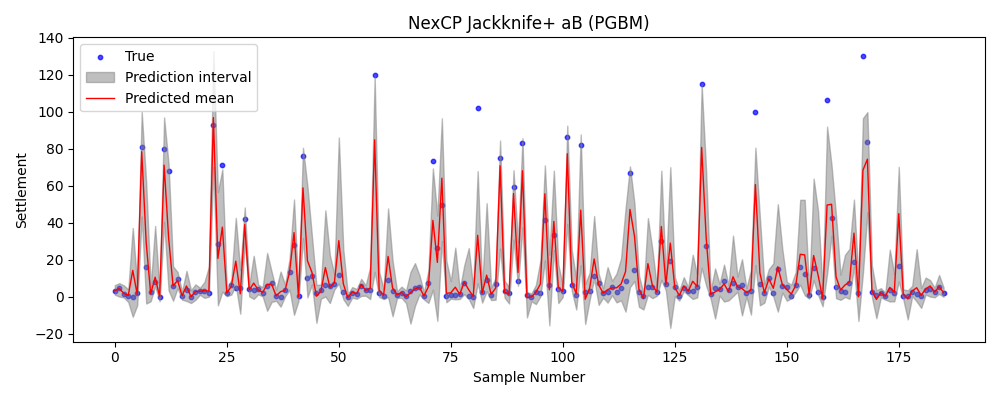 NexCP Jackknife+ aB (PGBM)
True
Prediction interval
Predicted mean
Settlement
140
120
100
80
60
40
20
0
−20
0 25 50 75 100 125 150 175
Sample Number